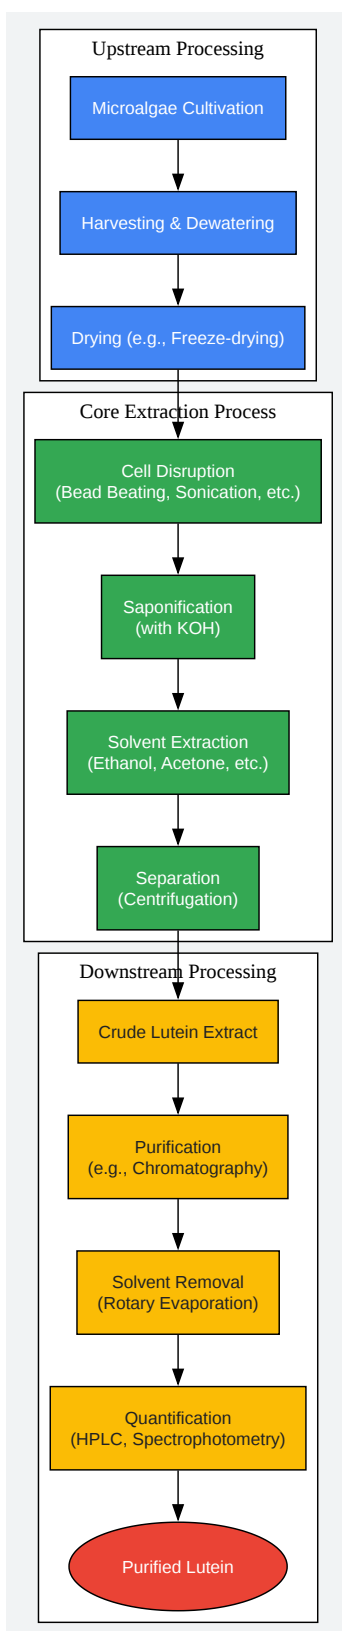 Upstream Processing
Microalgae Cultivation
Harvesting & Dewatering
Drying (e.g., Freeze-drying)
Core Extraction Process
Cell Disruption
(Bead Beating, Sonication, etc.)
Saponification
(with KOH)
Solvent Extraction
(Ethanol, Acetone, etc.)
Separation
(Centrifugation)
Downstream Processing
Crude Lutein Extract
Purification
(e.g., Chromatography)
Solvent Removal
(Rotary Evaporation)
Quantification
(HPLC, Spectrophotometry)
Purified Lutein